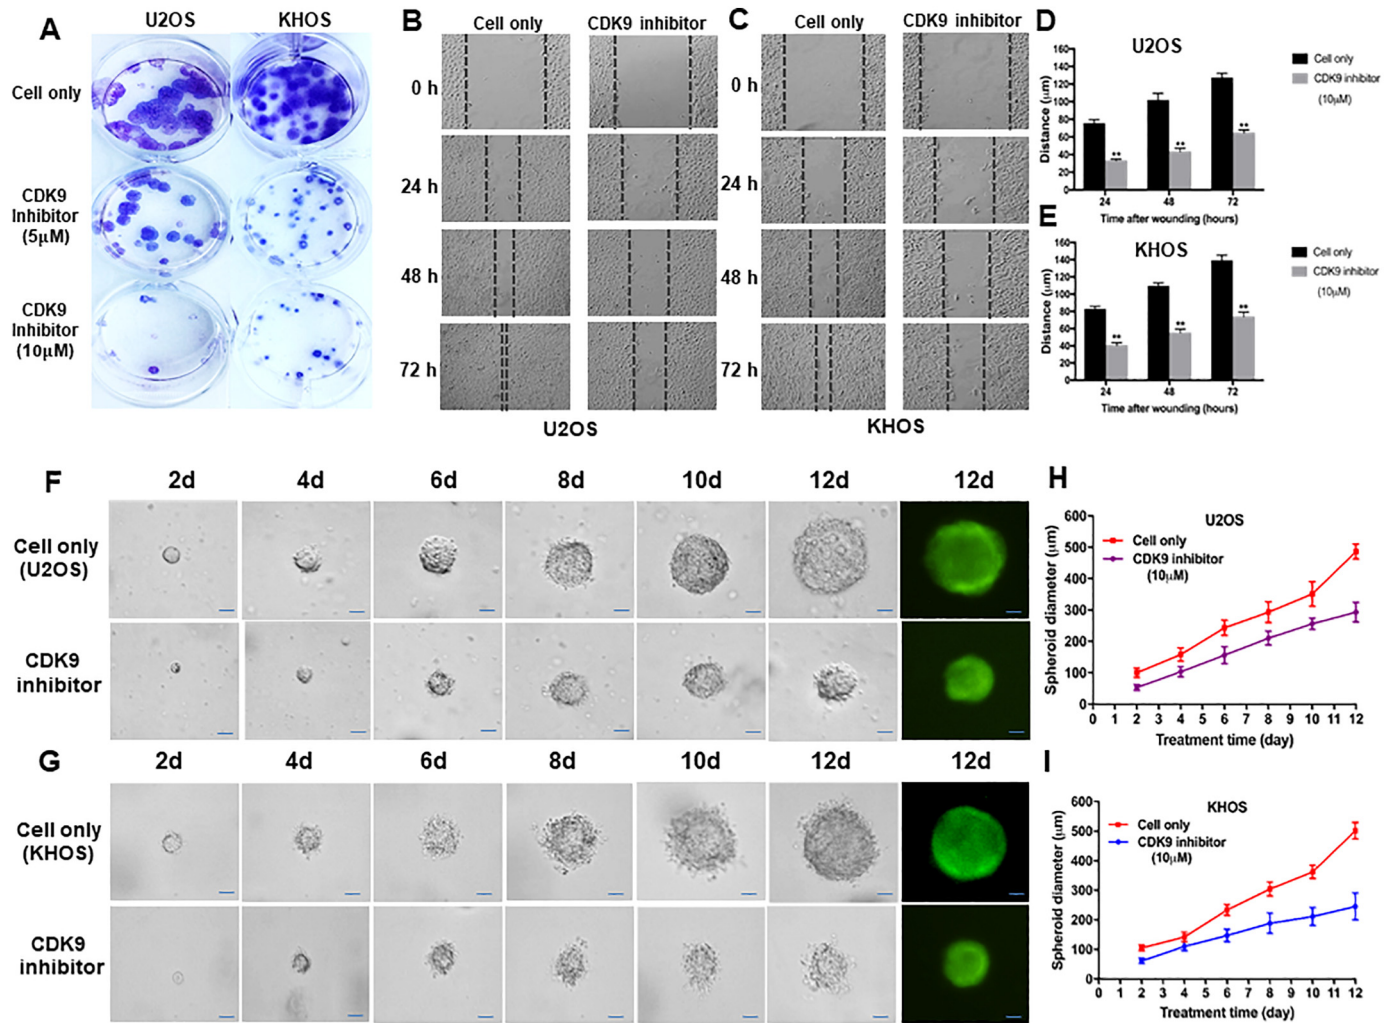 A
U2OS
KHOS
Cell only
CDK9
Inhibitor
(5μM)
CDK9
Inhibitor
(10μM)
B
Cell only
CDK9 inhibitor
0 h
24 h
48 h
72 h
U2OS
C
Cell only
CDK9 inhibitor
0 h
24 h
48 h
72 h
KHOS
D
U2OS
Distance (μm)
160
140
120
100
80
60
40
20
0
**
**
**
24
48
72
Time after wounding (hours)
Cell only
CDK9 inhibitor
(10μM)
E
KHOS
Distance (μm)
160
140
120
100
80
60
40
20
0
**
**
**
24
48
72
Time after wounding (hours)
Cell only
CDK9 inhibitor
(10μM)
F
2d
4d
6d
8d
10d
12d
12d
Cell only
(U2OS)
CDK9
inhibitor
G
2d
4d
6d
8d
10d
12d
12d
Cell only
(KHOS)
CDK9
inhibitor
H
U2OS
Cell only
CDK9 inhibitor
(10μM)
Spheroid diameter (μm)
600
500
400
300
200
100
0
0 1 2 3 4 5 6 7 8 9 10 11 12
Treatment time (day)
I
KHOS
Cell only
CDK9 inhibitor
(10μM)
Spheroid diameter (μm)
600
500
400
300
200
100
0
0 1 2 3 4 5 6 7 8 9 10 11 12
Treatment time (day)